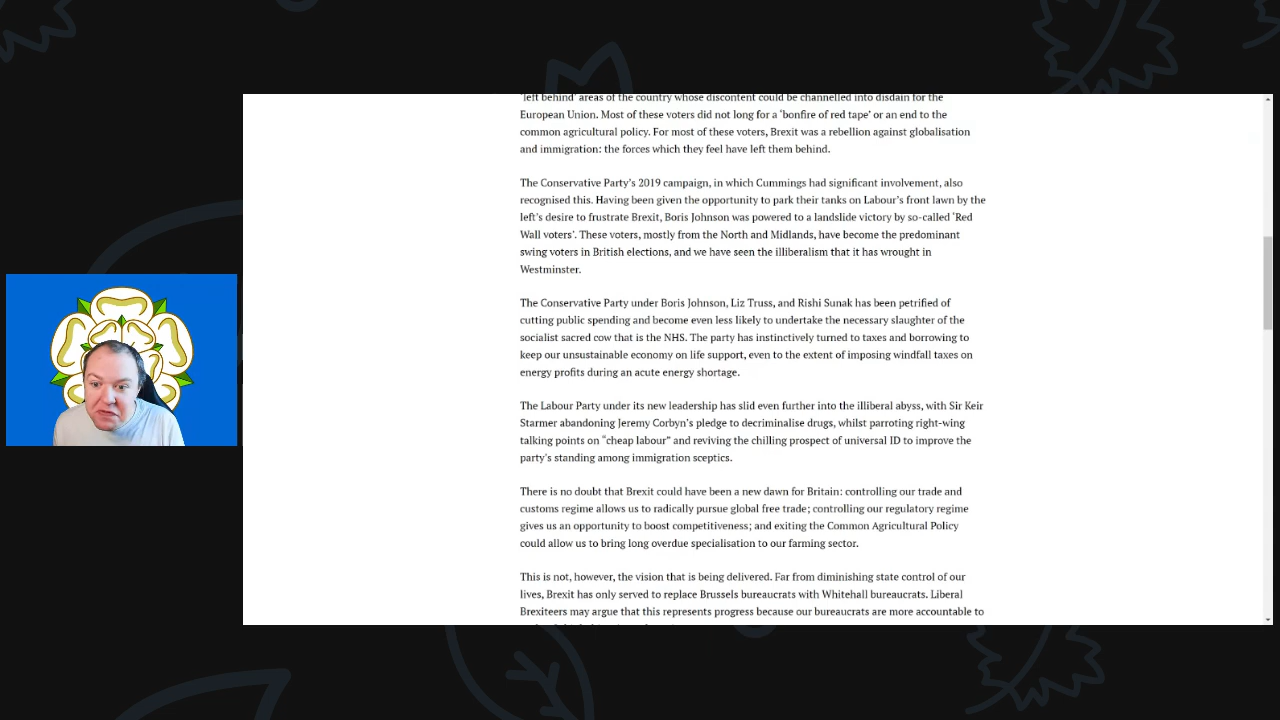 'left behind' areas of the country whose discontent could be channelled into disdain for the
European Union. Most of these voters did not long for a 'bonfire of red tape' or an end to the
common agricultural policy. For most of these voters, Brexit was a rebellion against globalisation
and immigration: the forces which they feel have left them behind.
The Conservative Party's 2019 campaign, in which Cummings had significant involvement, also
recognised this. Having been given the opportunity to park their tanks on Labour's front lawn by the
left's desire to frustrate Brexit, Boris Johnson was powered to a landslide victory by so-called 'Red
Wall voters'. These voters, mostly from the North and Midlands, have become the predominant
swing voters in British elections, and we have seen the illiberalism that it has wrought in
Westminster.
The Conservative Party under Boris Johnson, Liz Truss, and Rishi Sunak has been petrified of
cutting public spending and become even less likely to undertake the necessary slaughter of the
socialist sacred cow that is the NHS. The party has instinctively turned to taxes and borrowing to
keep our unsustainable economy on life support, even to the extent of imposing windfall taxes on
energy profits during an acute energy shortage.
The Labour Party under its new leadership has slid even further into the illiberal abyss, with Sir Keir
Starmer abandoning Jeremy Corbyn's pledge to decriminalise drugs, whilst parroting right-wing
talking points on "cheap labour" and reviving the chilling prospect of universal ID to improve the
party's standing among immigration sceptics.
There is no doubt that Brexit could have been a new dawn for Britain: controlling our trade and
customs regime allows us to radically pursue global free trade; controlling our regulatory regime
gives us an opportunity to boost competitiveness; and exiting the Common Agricultural Policy
could allow us to bring long overdue specialisation to our farming sector.
This is not, however, the vision that is being delivered. Far from diminishing state control of our
lives, Brexit has only served to replace Brussels bureaucrats with Whitehall bureaucrats. Liberal
Brexiteers may argue that this represents progress because our bureaucrats are more accountable to